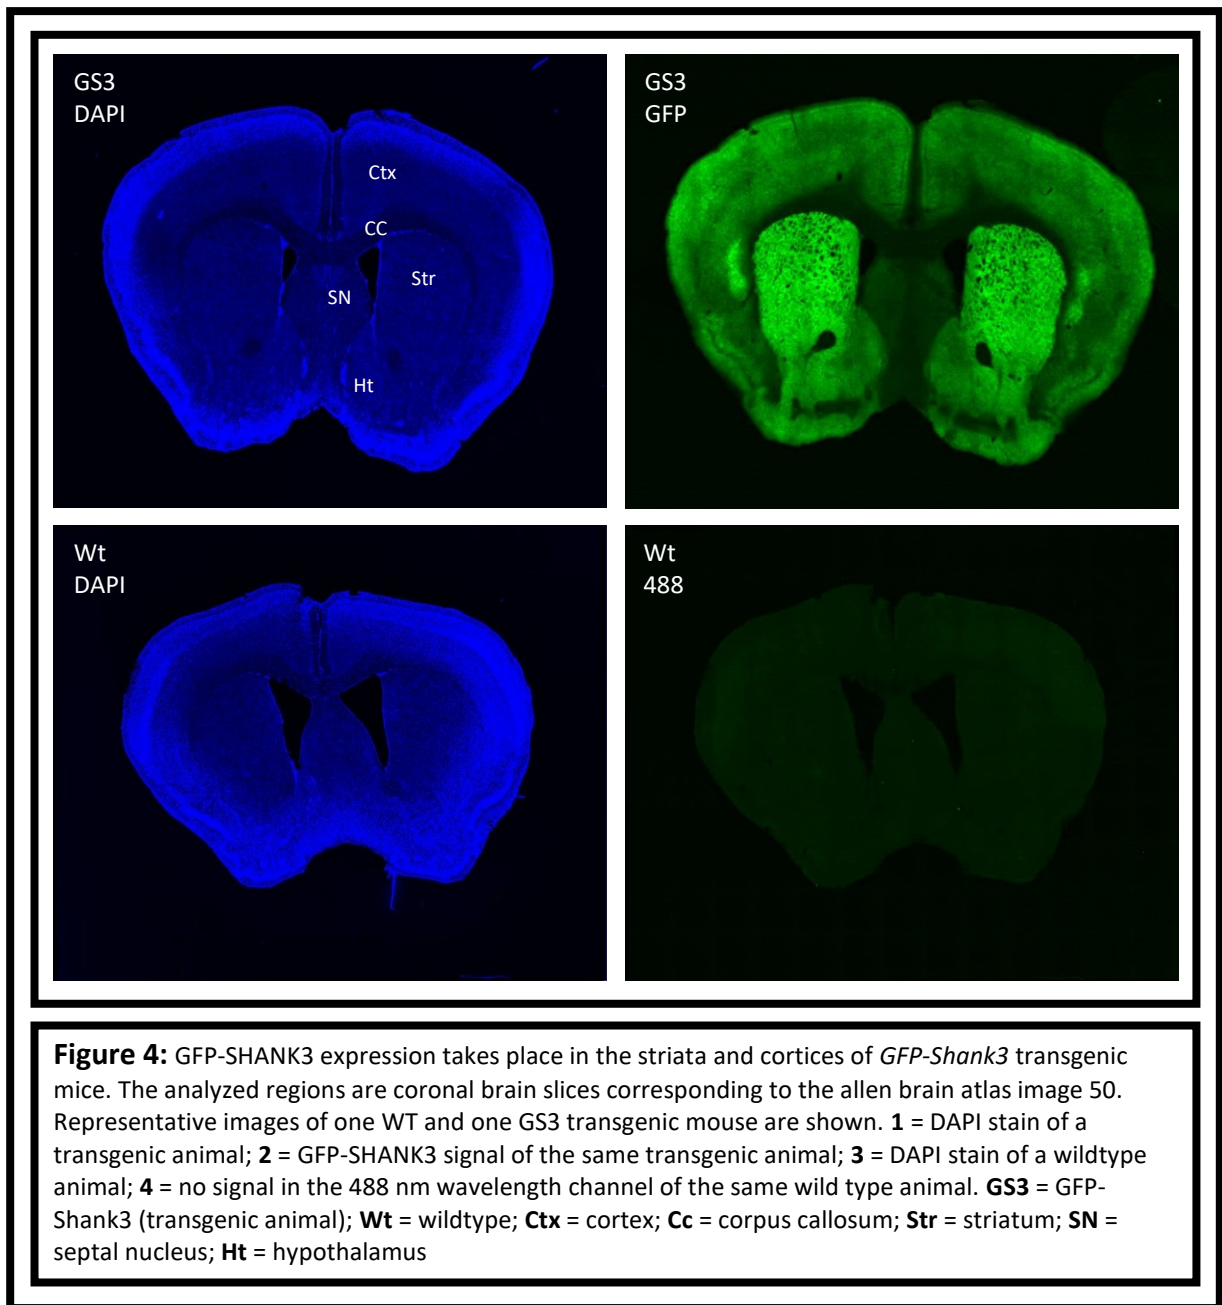 GS3
DAPI
Ctx
CC
Str
SN
Ht
GS3
GFP
Wt
DAPI
Wt
488
Figure 4: GFP-SHANK3 expression takes place in the striata and cortices of GFP-Shank3 transgenic
mice. The analyzed regions are coronal brain slices corresponding to the allen brain atlas image 50.
Representative images of one WT and one GS3 transgenic mouse are shown. 1 = DAPI stain of a
transgenic animal; 2 = GFP-SHANK3 signal of the same transgenic animal; 3 = DAPI stain of a wildtype
animal; 4 = no signal in the 488 nm wavelength channel of the same wild type animal. GS3 = GFP-
Shank3 (transgenic animal); Wt = wildtype; Ctx = cortex; Cc = corpus callosum; Str = striatum; SN =
septal nucleus; Ht = hypothalamus